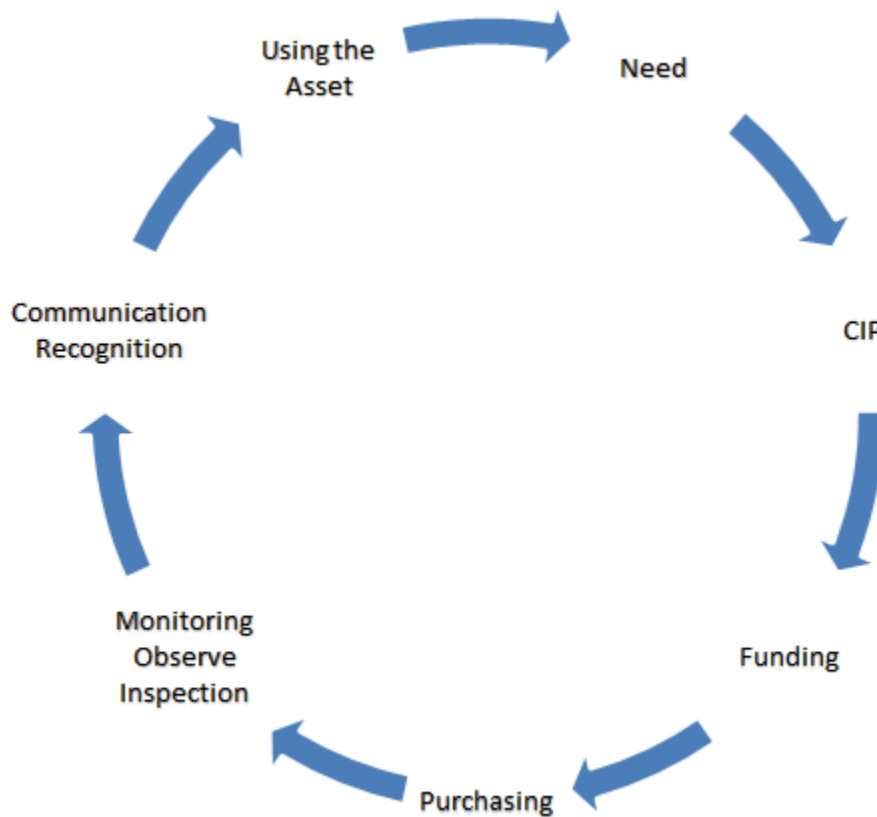 Using the
Asset
Need
CIP
Funding
Purchasing
Monitoring
Observe
Inspection
Communication
Recognition